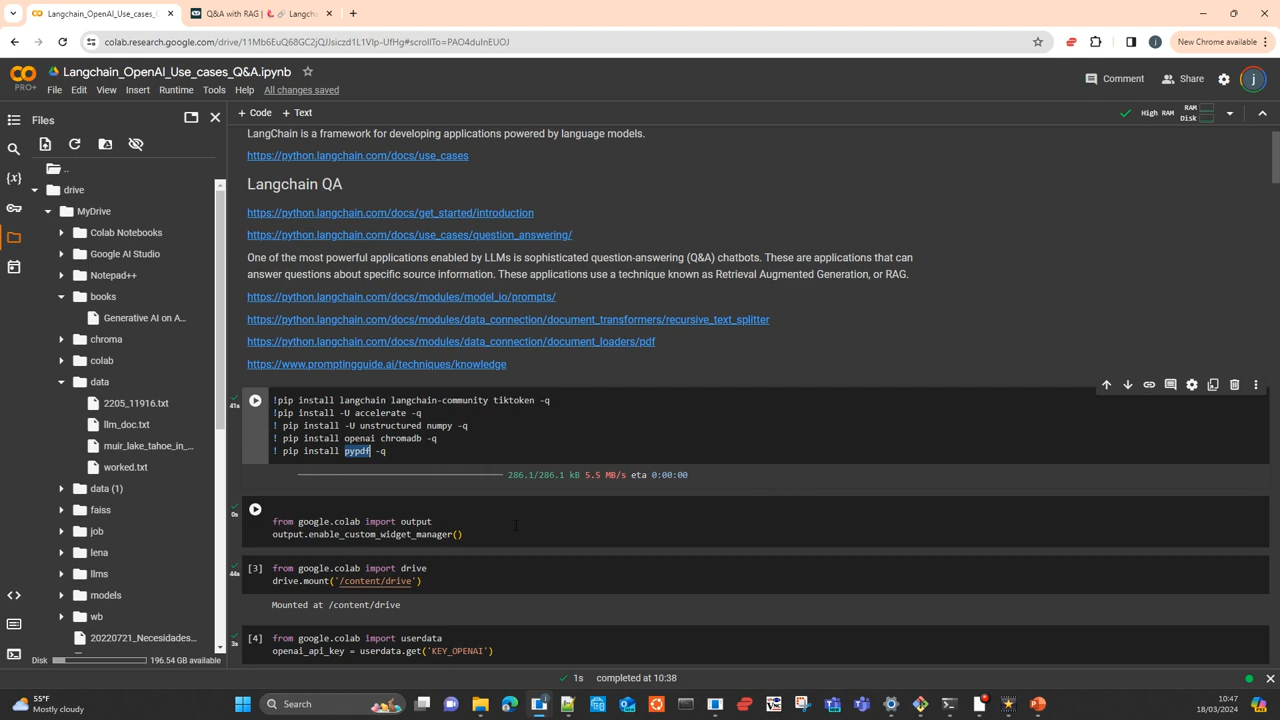 Langchain_OpenAI_Use_cases_C
Q&A with RAG | 🦜️🔗 Langcha
colab.research.google.com/drive/11Mb6EuQ68GC2jQJJsiczd1L1VIp-UfHg#scrollTo=PAO4duInEUOJ
New Chrome available
PRO+
Langchain_OpenAI_Use_cases_Q&A.ipynb
File Edit View Insert Runtime Tools Help All changes saved
Comment Share j
Files
+ Code + Text
High RAM RAM Disk
..
drive
MyDrive
Colab Notebooks
Google AI Studio
Notepad++
books
Generative AI on A...
chroma
colab
data
2205_11916.txt
llm_doc.txt
muir_lake_tahoe_in_...
worked.txt
data (1)
faiss
job
lena
llms
models
wb
20220721_Necesidades...
Disk 196.54 GB available
LangChain is a framework for developing applications powered by language models.
https://python.langchain.com/docs/use_cases
Langchain QA
https://python.langchain.com/docs/get_started/introduction
https://python.langchain.com/docs/use_cases/question_answering/
One of the most powerful applications enabled by LLMs is sophisticated question-answering (Q&A) chatbots. These are applications that can
answer questions about specific source information. These applications use a technique known as Retrieval Augmented Generation, or RAG.
https://python.langchain.com/docs/modules/model_io/prompts/
https://python.langchain.com/docs/modules/data_connection/document_transformers/recursive_text_splitter
https://python.langchain.com/docs/modules/data_connection/document_loaders/pdf
https://www.promptingguide.ai/techniques/knowledge
41s
!pip install langchain langchain-community tiktoken -q
!pip install -U accelerate -q
! pip install -U unstructured numpy -q
! pip install openai chromadb -q
! pip install pypdf -q
286.1/286.1 kB 5.5 MB/s eta 0:00:00
0s
from google.colab import output
output.enable_custom_widget_manager()
44s
[3] from google.colab import drive
drive.mount('/content/drive')
Mounted at /content/drive
3s
[4] from google.colab import userdata
openai_api_key = userdata.get('KEY_OPENAI')
1s completed at 10:38
55°F
Mostly cloudy
Search
10:47
18/03/2024